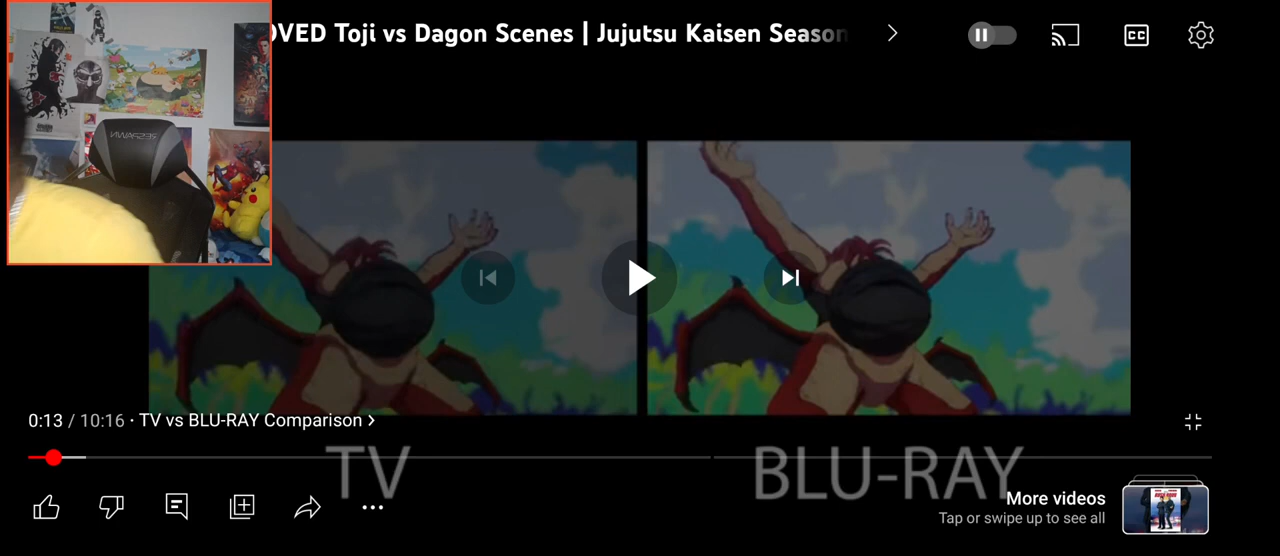 OVED Toji vs Dagon Scenes | Jujutsu Kaisen Season
CC
0:13 / 10:16 · TV vs BLU-RAY Comparison
TV
BLU-RAY
More videos
Tap or swipe up to see all